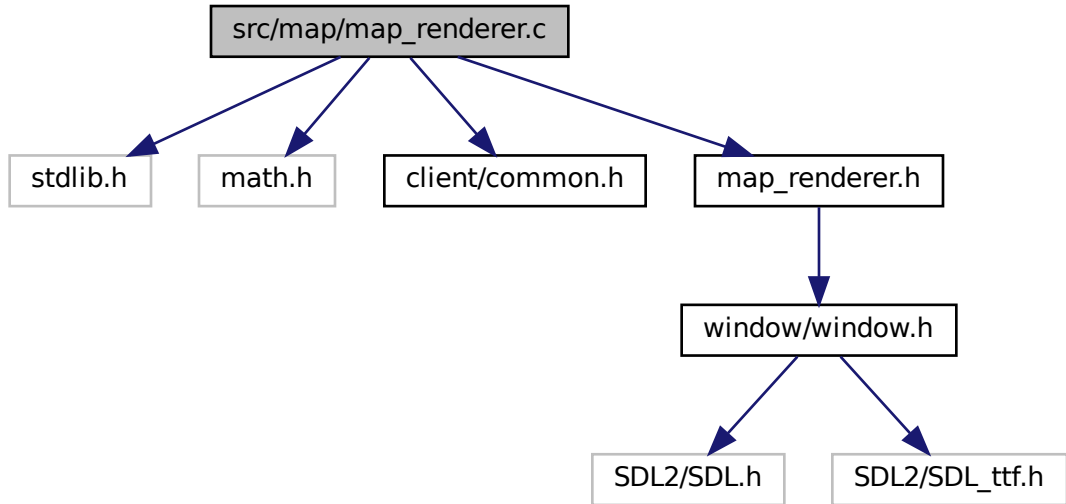 src/map/map_renderer.c
stdlib.h
math.h
client/common.h
map_renderer.h
window/window.h
SDL2/SDL.h
SDL2/SDL_ttf.h